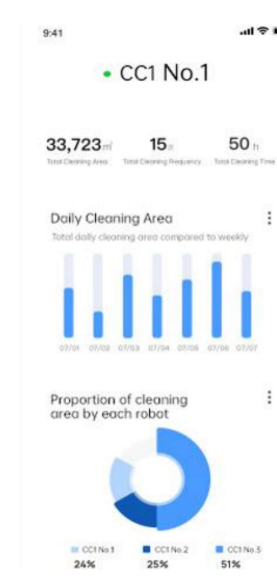 9:41
CC1 No.1
33,723 ㎡ 15 50 h
Total Cleaning Area Total Cleaning Frequency Total Cleaning Time
Daily Cleaning Area
Total daily cleaning area compared to weekly
07/01 07/02 07/03 07/04 07/05 07/06 07/07
Proportion of cleaning
area by each robot
CC1 No.1 CC1 No.2 CC1 No.3
24% 25% 51%